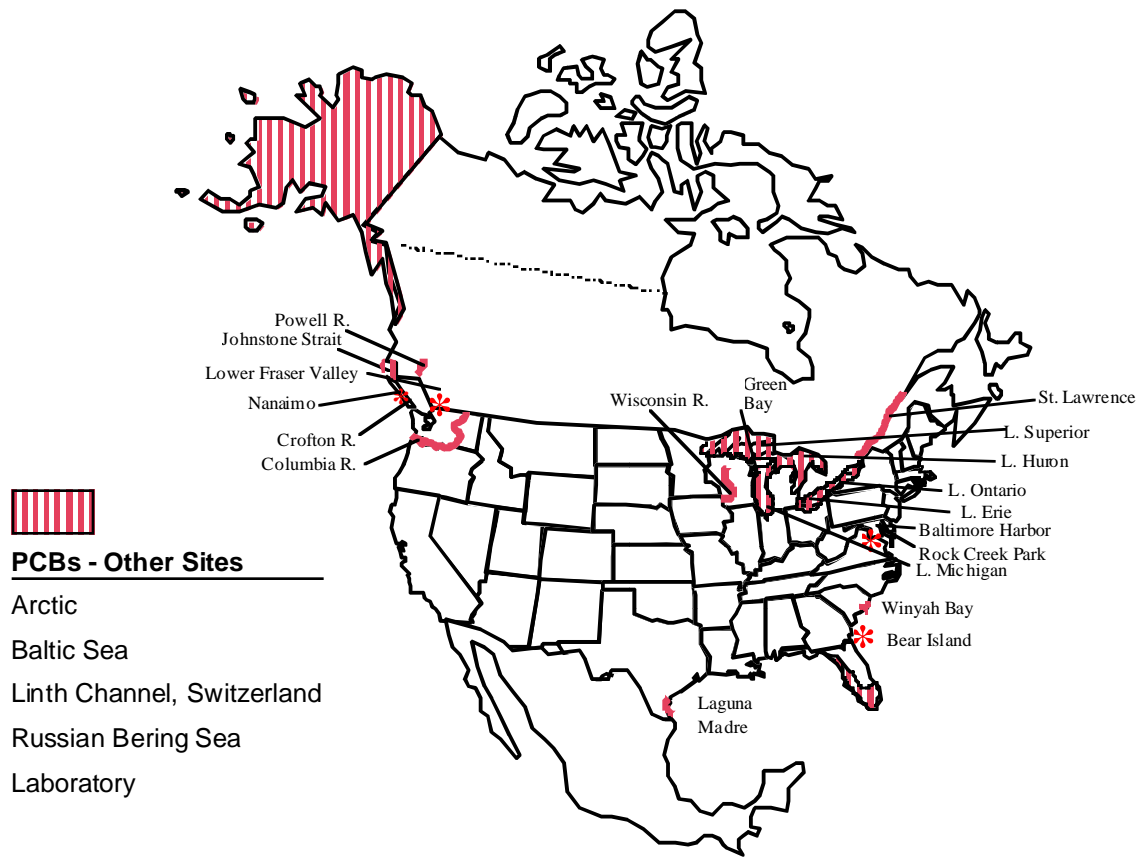 Powell R.
Johnstone Strait
Lower Fraser Valley
Nanaimo
Crofton R.
Columbia R.
Wisconsin R.
Green
Bay
St. Lawrence
L. Superior
L. Huron
L. Ontario
L. Erie
Baltimore Harbor
Rock Creek Park
L. Michigan
Winyah Bay
Bear Island
Laguna
Madre
PCBs - Other Sites
Arctic
Baltic Sea
Linth Channel, Switzerland
Russian Bering Sea
Laboratory